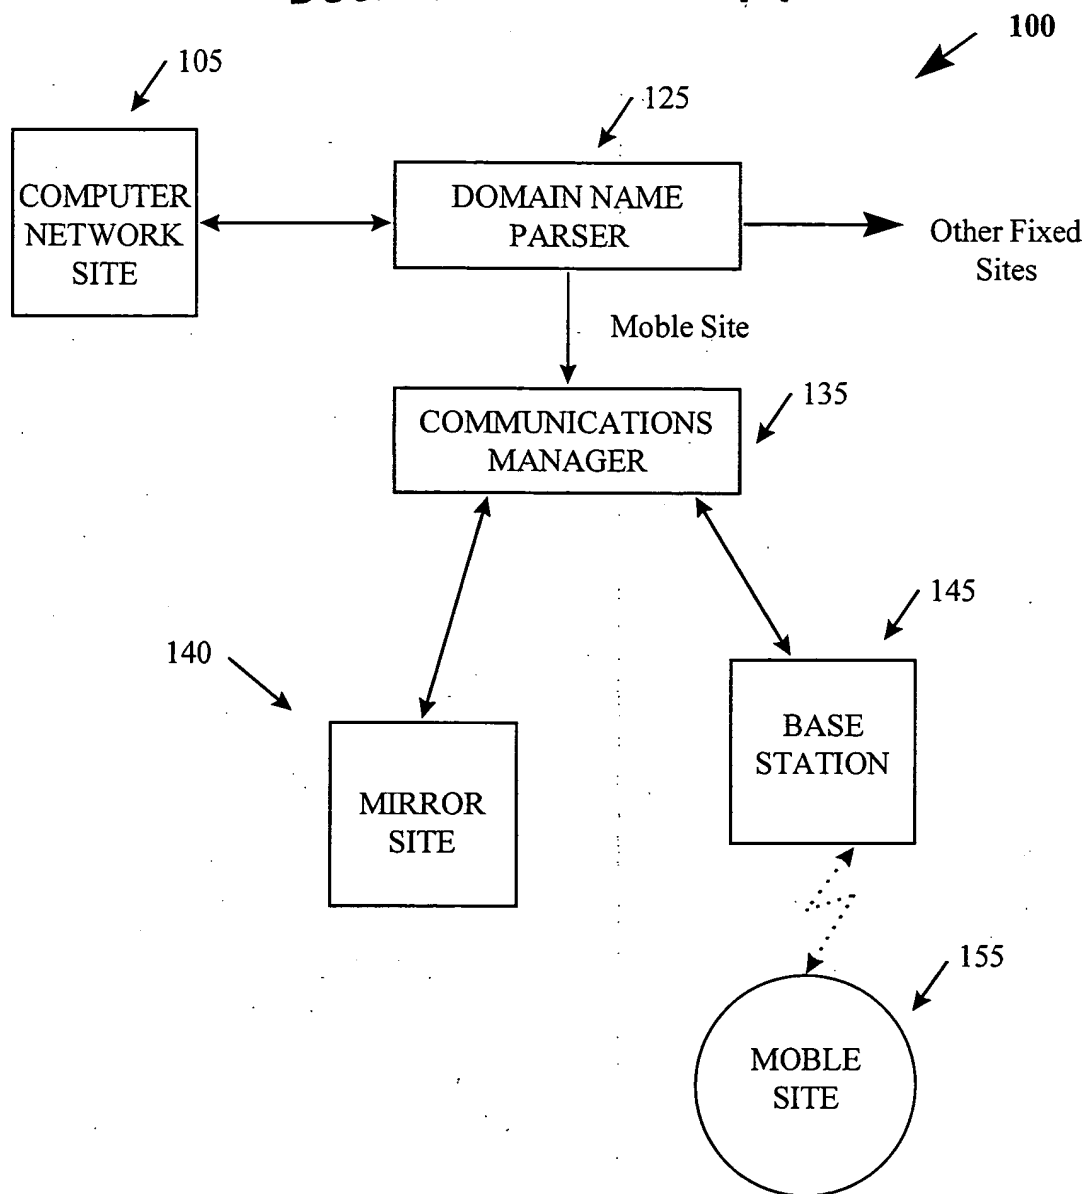 100
105
125
COMPUTER
NETWORK
SITE
DOMAIN NAME
PARSER
Other Fixed
Sites
Moble Site
135
COMMUNICATIONS
MANAGER
145
140
BASE
STATION
MIRROR
SITE
155
MOBLE
SITE